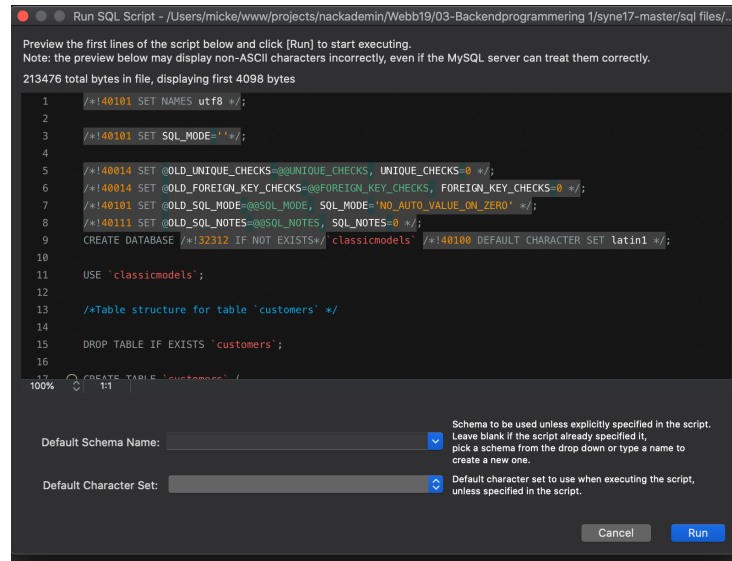 Run SQL Script - /Users/micke/www/projects/nackademin/Webb19/03-Backendprogrammering 1/syne17-master/sql files/...
Preview the first lines of the script below and click [Run] to start executing.
Note: the preview below may display non-ASCII characters incorrectly, even if the MySQL server can treat them correctly.
213476 total bytes in file, displaying first 4098 bytes
1 /*!40101 SET NAMES utf8 */;
2
3 /*!40101 SET SQL_MODE=''*/;
4
5 /*!40014 SET @OLD_UNIQUE_CHECKS=@@UNIQUE_CHECKS, UNIQUE_CHECKS=0 */;
6 /*!40014 SET @OLD_FOREIGN_KEY_CHECKS=@@FOREIGN_KEY_CHECKS, FOREIGN_KEY_CHECKS=0 */;
7 /*!40101 SET @OLD_SQL_MODE=@@SQL_MODE, SQL_MODE='NO_AUTO_VALUE_ON_ZERO' */;
8 /*!40111 SET @OLD_SQL_NOTES=@@SQL_NOTES, SQL_NOTES=0 */;
9 CREATE DATABASE /*!32312 IF NOT EXISTS*/`classicmodels` /*!40100 DEFAULT CHARACTER SET latin1 */;
10
11 USE `classicmodels`;
12
13 /*Table structure for table `customers` */
14
15 DROP TABLE IF EXISTS `customers`;
16
17 CREATE TABLE `customers` (
100% 1:1
Default Schema Name:
Schema to be used unless explicitly specified in the script.
Leave blank if the script already specified it,
pick a schema from the drop down or type a name to
create a new one.
Default Character Set:
Default character set to use when executing the script,
unless specified in the script.
Cancel Run